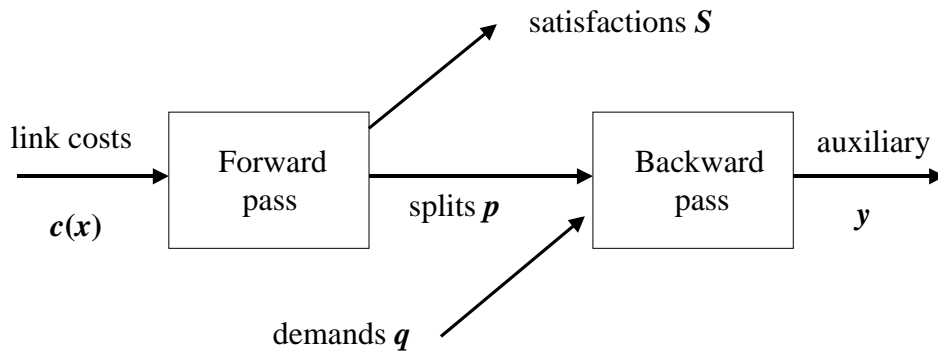 satisfactions S
link costs
Forward
pass
Backward
pass
auxiliary
splits p
c(x)
y
demands q